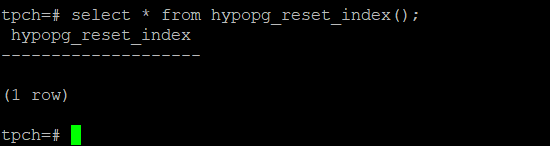 tpch=# select * from hypopg_reset_index();
 hypopg_reset_index
--------------------

(1 row)

tpch=#